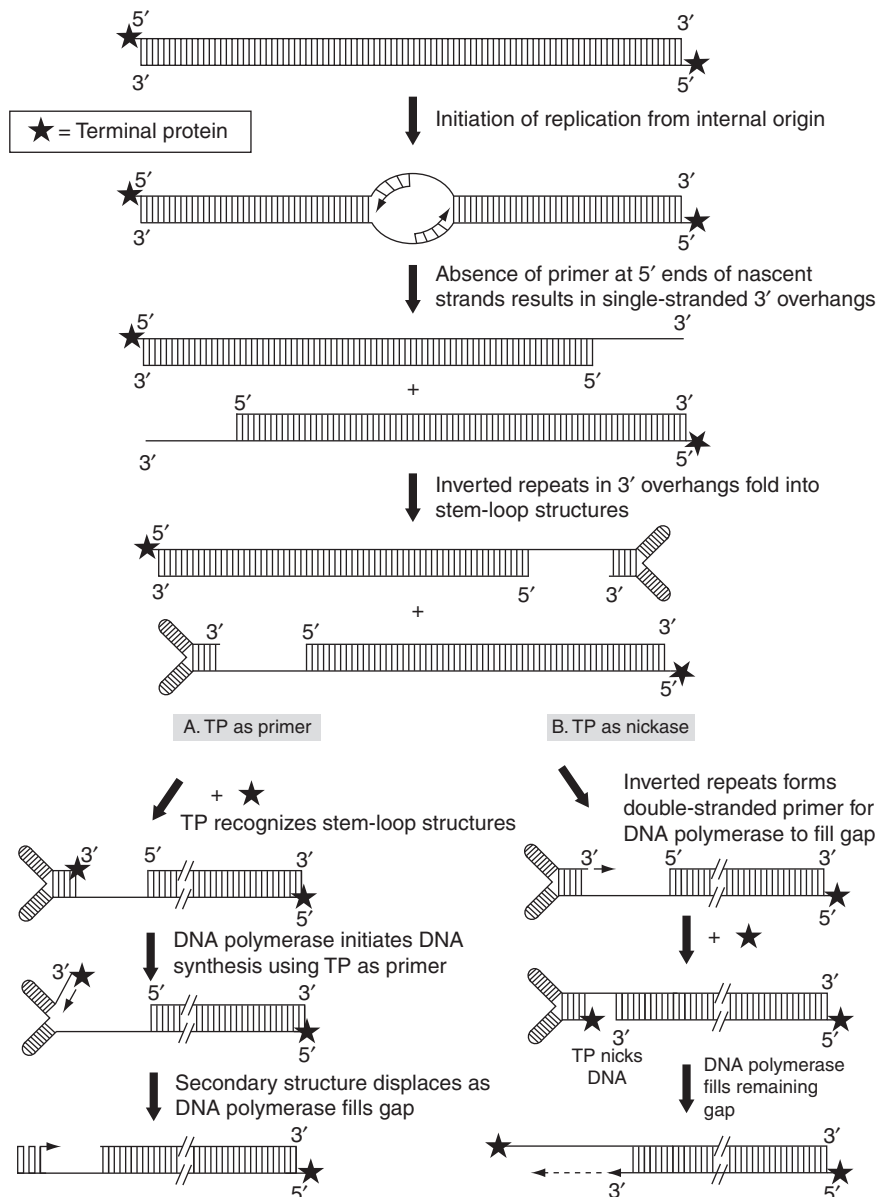 5′ 3′
3′ 5′
★ = Terminal protein
Initiation of replication from internal origin
5′ 3′
3′ 5′
Absence of primer at 5′ ends of nascent
strands results in single-stranded 3′ overhangs
5′ 3′
3′ 5′
+
5′ 3′
3′ 5′
Inverted repeats in 3′ overhangs fold into
stem-loop structures
5′
3′ 5′ 3′
+
3′ 5′ 3′
5′
A. TP as primer
+ ★
TP recognizes stem-loop structures
3′ 5′ 3′
5′
DNA polymerase initiates DNA
synthesis using TP as primer
3′ 5′ 3′
5′
Secondary structure displaces as
DNA polymerase fills gap
3′
5′
B. TP as nickase
Inverted repeats forms
double-stranded primer for
DNA polymerase to fill gap
3′ 5′ 3′
5′
+ ★
3′
3′ 5′
TP nicks
DNA
DNA polymerase
fills remaining
gap
3′
3′ 5′